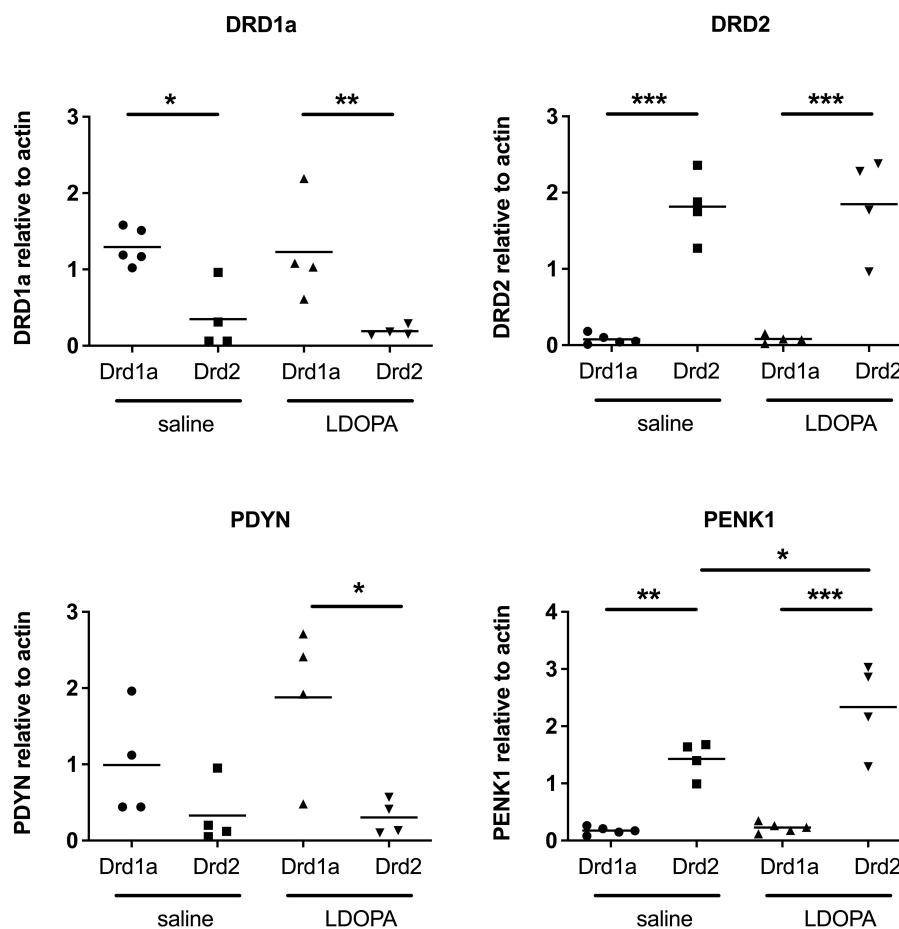 DRD1a
* **
DRD1a relative to actin
3
2
1
0
Drd1a Drd2 Drd1a Drd2
saline LDOPA
DRD2
*** ***
DRD2 relative to actin
3
2
1
0
Drd1a Drd2 Drd1a Drd2
saline LDOPA
PDYN
*
PDYN relative to actin
3
2
1
0
Drd1a Drd2 Drd1a Drd2
saline LDOPA
PENK1
*
** ***
PENK1 relative to actin
4
3
2
1
0
Drd1a Drd2 Drd1a Drd2
saline LDOPA